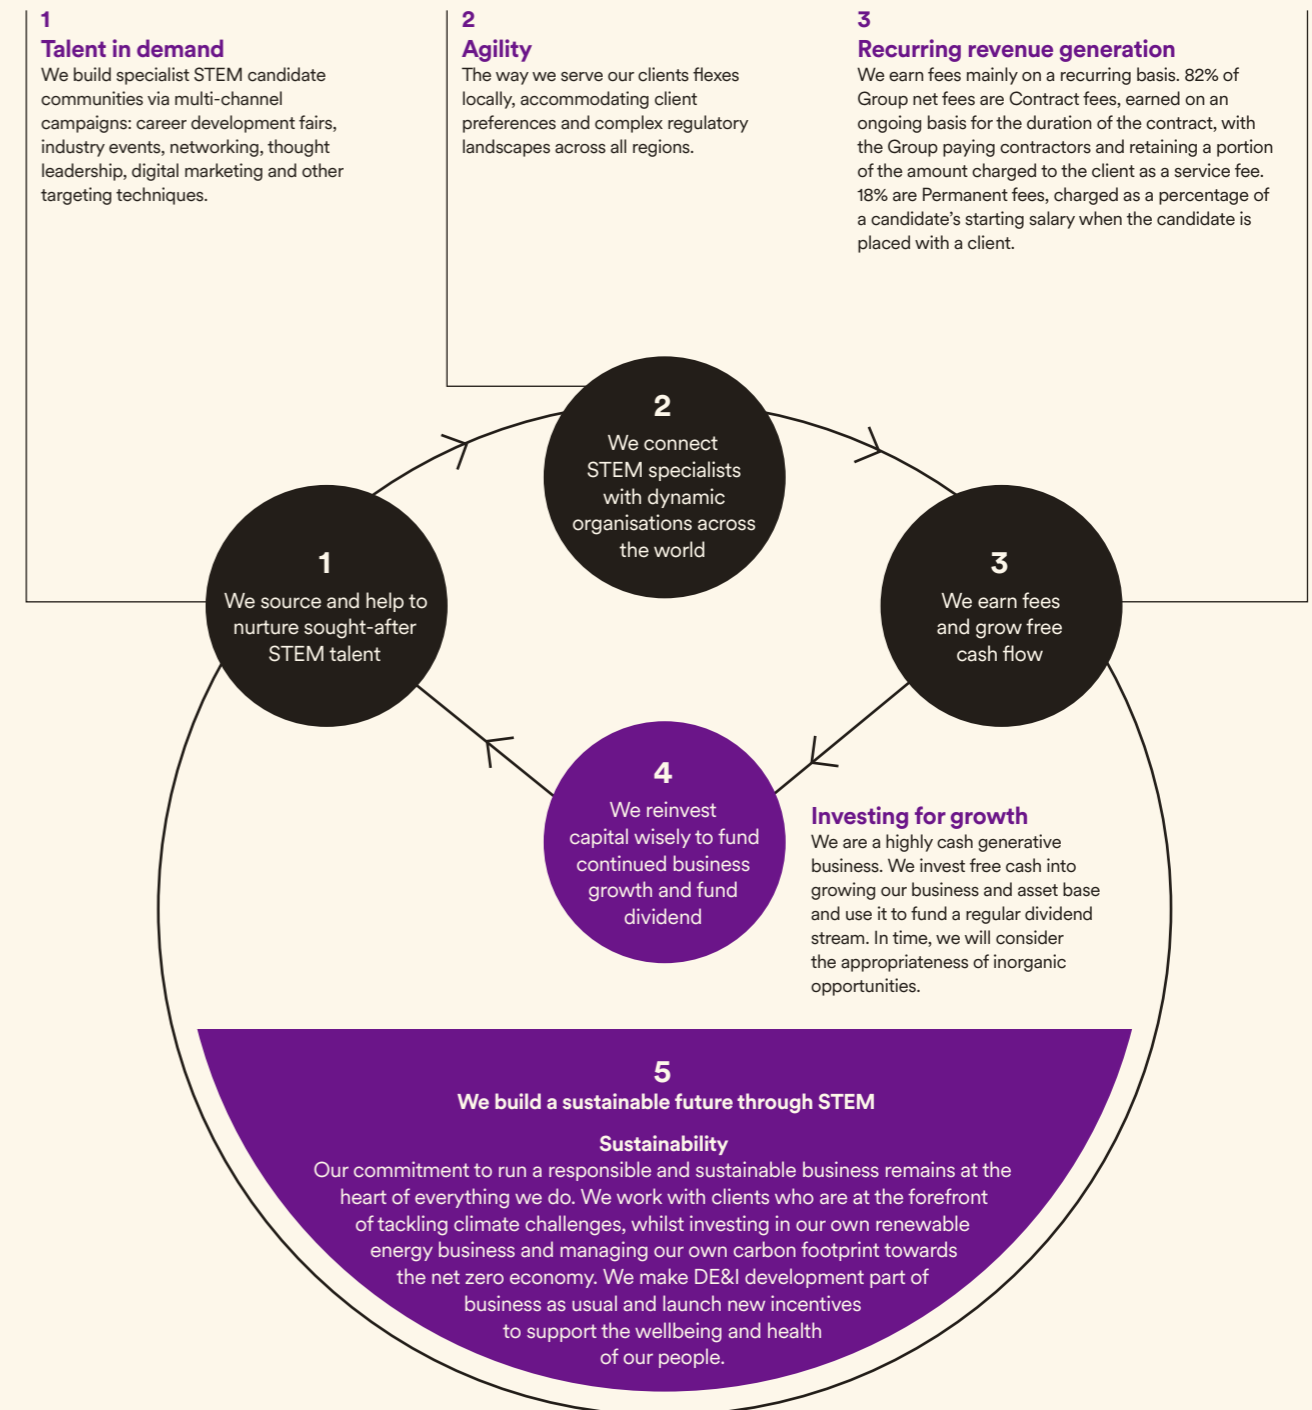 1
Talent in demand
We build specialist STEM candidate
communities via multi-channel
campaigns: career development fairs,
industry events, networking, thought
leadership, digital marketing and other
targeting techniques.
2
Agility
The way we serve our clients flexes
locally, accommodating client
preferences and complex regulatory
landscapes across all regions.
3
Recurring revenue generation
We earn fees mainly on a recurring basis. 82% of
Group net fees are Contract fees, earned on an
ongoing basis for the duration of the contract, with
the Group paying contractors and retaining a portion
of the amount charged to the client as a service fee.
18% are Permanent fees, charged as a percentage of
a candidate’s starting salary when the candidate is
placed with a client.
1
We source and help to
nurture sought-after
STEM talent
2
We connect
STEM specialists
with dynamic
organisations across
the world
3
We earn fees
and grow free
cash flow
4
We reinvest
capital wisely to fund
continued business
growth and fund
dividend
Investing for growth
We are a highly cash generative
business. We invest free cash into
growing our business and asset base
and use it to fund a regular dividend
stream. In time, we will consider
the appropriateness of inorganic
opportunities.
5
We build a sustainable future through STEM
Sustainability
Our commitment to run a responsible and sustainable business remains at the
heart of everything we do. We work with clients who are at the forefront
of tackling climate challenges, whilst investing in our own renewable
energy business and managing our own carbon footprint towards
the net zero economy. We make DE&I development part of
business as usual and launch new incentives
to support the wellbeing and health
of our people.